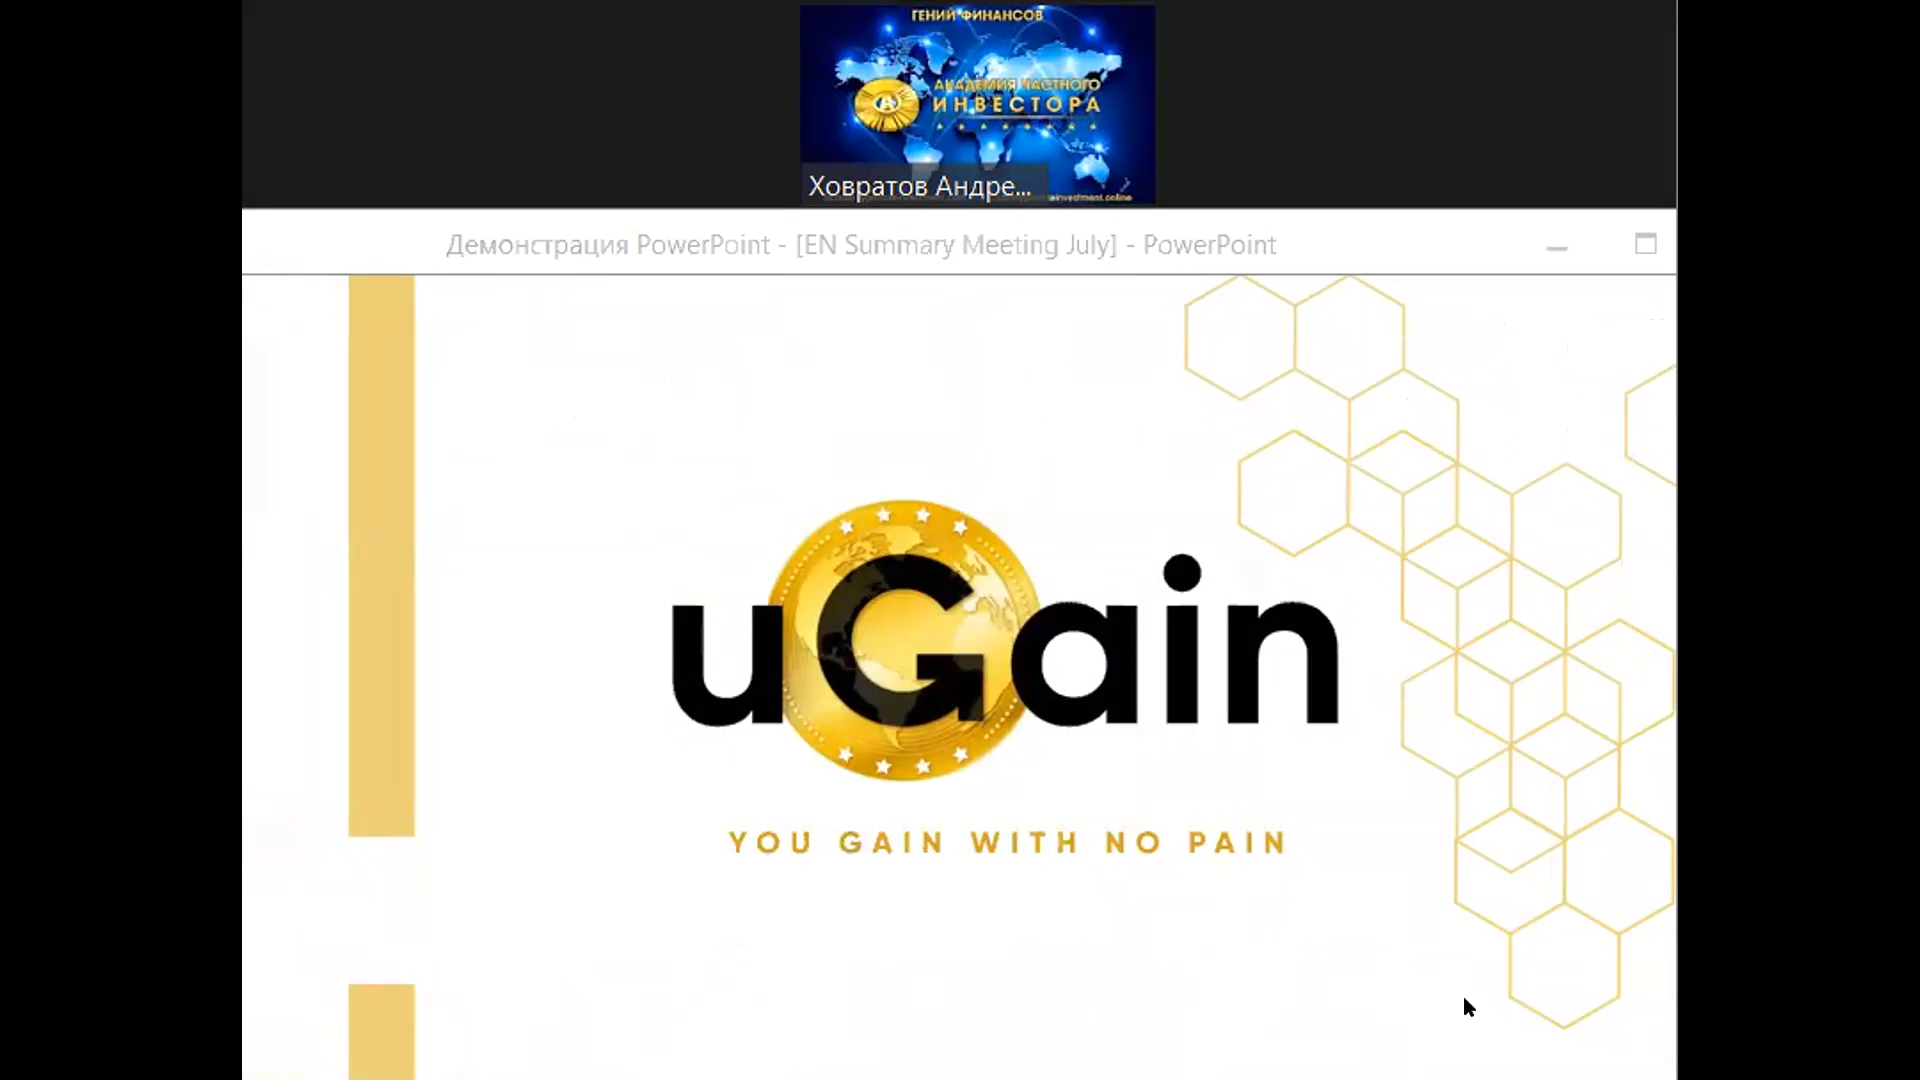 ГЕНИЙ ФИНАНСОВ
АКАДЕМИЯ ЧАСТНОГО
ИНВЕСТОРА
Ховратов Андре...
Демонстрация PowerPoint - [EN Summary Meeting July] - PowerPoint
uGain
YOU GAIN WITH NO PAIN